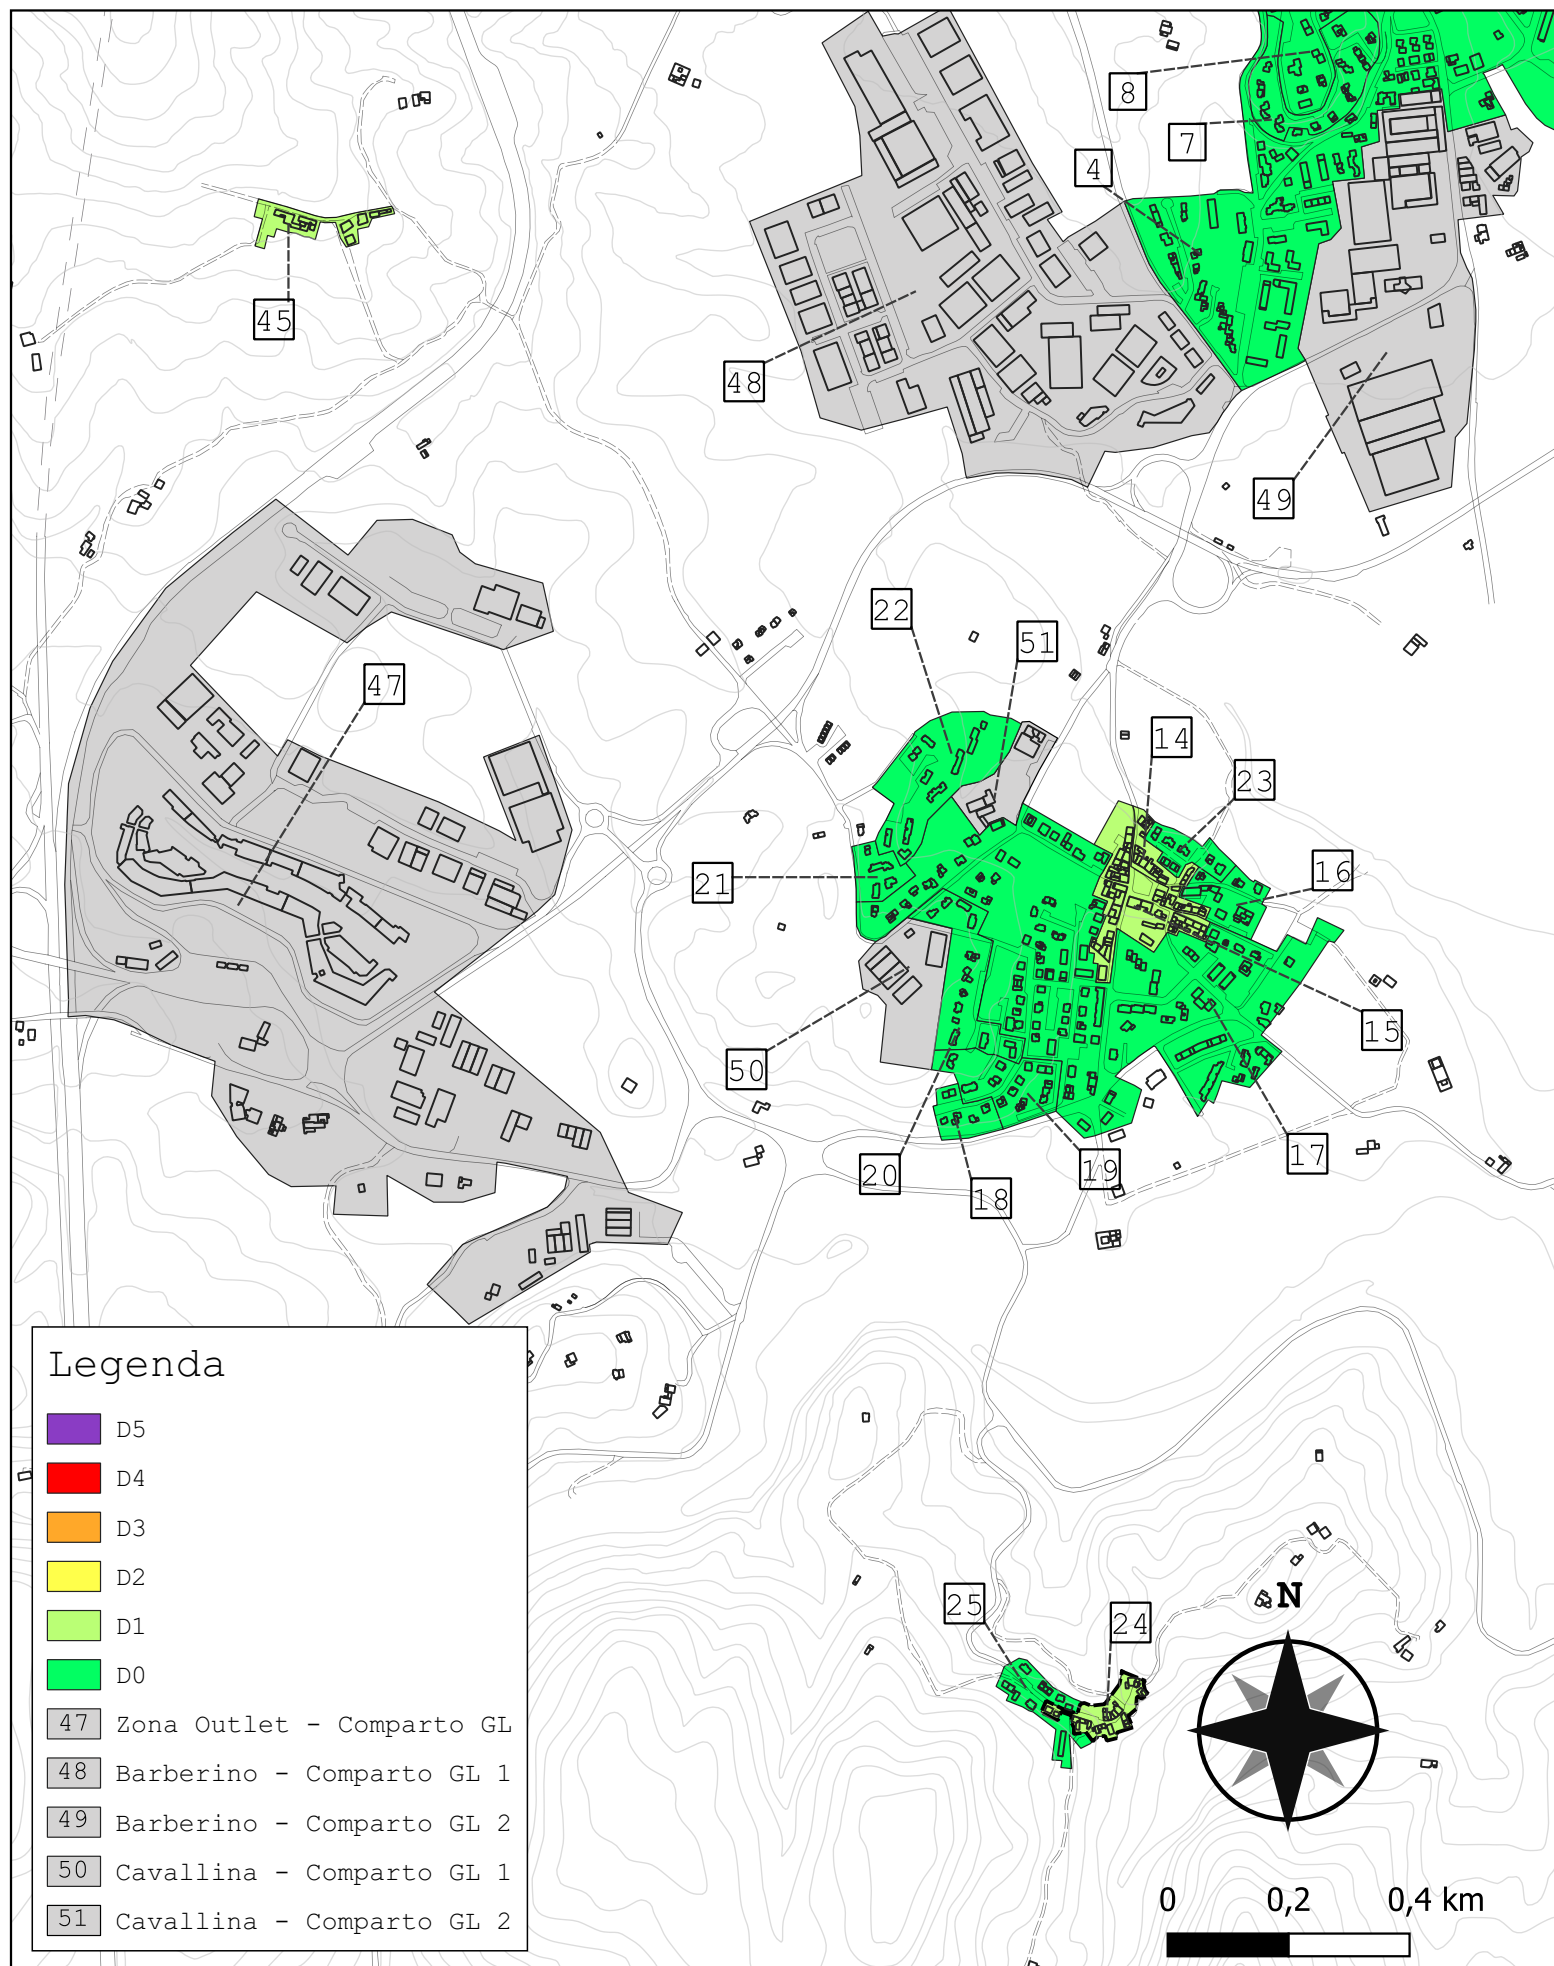 8
7
4
45
48
49
22
51
47
14
23
21
16
15
50
17
20
19
18
25
24
N
Legenda
D5
D4
D3
D2
D1
D0
47 Zona Outlet - Comparto GL
48 Barberino - Comparto GL 1
49 Barberino - Comparto GL 2
50 Cavallina - Comparto GL 1
51 Cavallina - Comparto GL 2
0 0,2 0,4 km